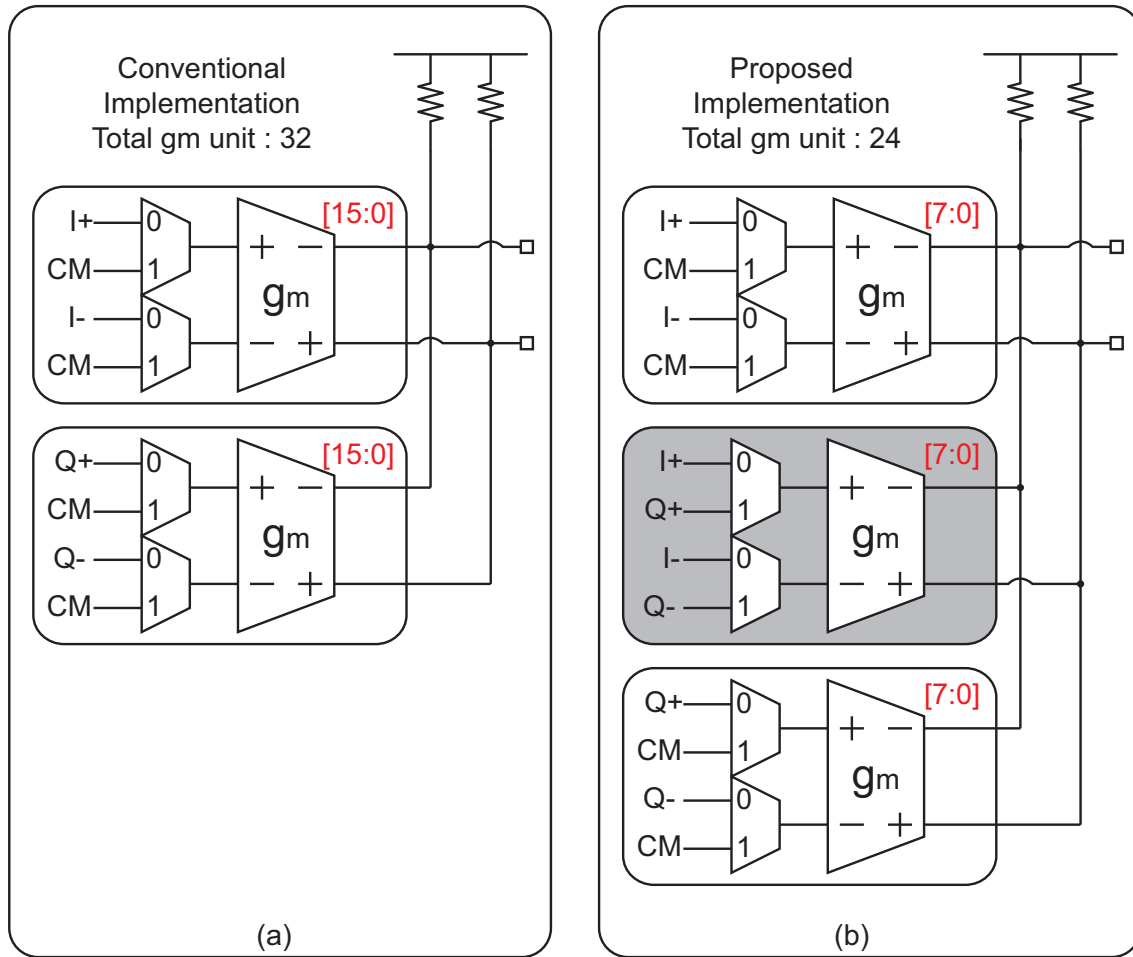 Conventional
Implementation
Total gm unit : 32
[15:0]
I+
0
CM
1
I-
0
CM
1
+ −
gm
− +
[15:0]
Q+
0
CM
1
Q-
0
CM
1
+ −
gm
− +
(a)
Proposed
Implementation
Total gm unit : 24
[7:0]
I+
0
CM
1
I-
0
CM
1
+ −
gm
− +
[7:0]
I+
0
Q+
1
I-
0
Q-
1
+ −
gm
− +
[7:0]
Q+
0
CM
1
Q-
0
CM
1
+ −
gm
− +
(b)